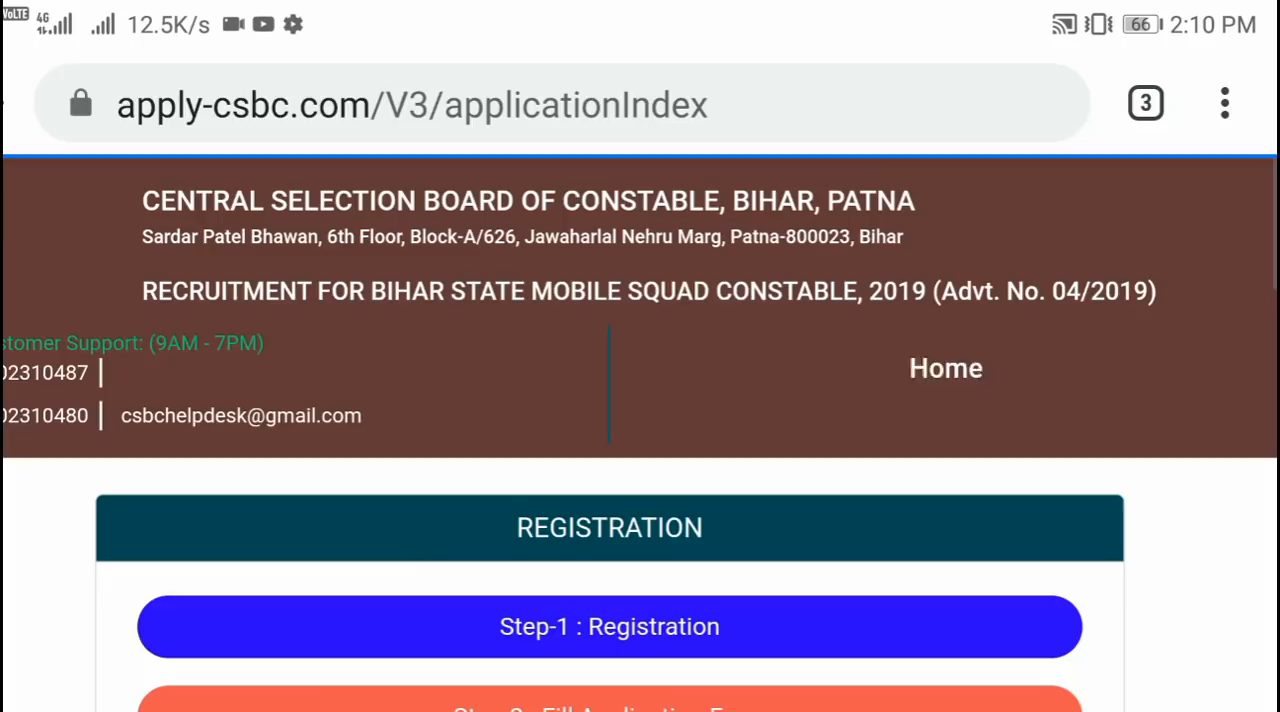 VoLTE 4G 12.5K/s 66 2:10 PM
apply-csbc.com/V3/applicationIndex 3
CENTRAL SELECTION BOARD OF CONSTABLE, BIHAR, PATNA
Sardar Patel Bhawan, 6th Floor, Block-A/626, Jawaharlal Nehru Marg, Patna-800023, Bihar
RECRUITMENT FOR BIHAR STATE MOBILE SQUAD CONSTABLE, 2019 (Advt. No. 04/2019)
stomer Support: (9AM - 7PM)
02310487
Home
02310480 csbchelpdesk@gmail.com
REGISTRATION
Step-1 : Registration